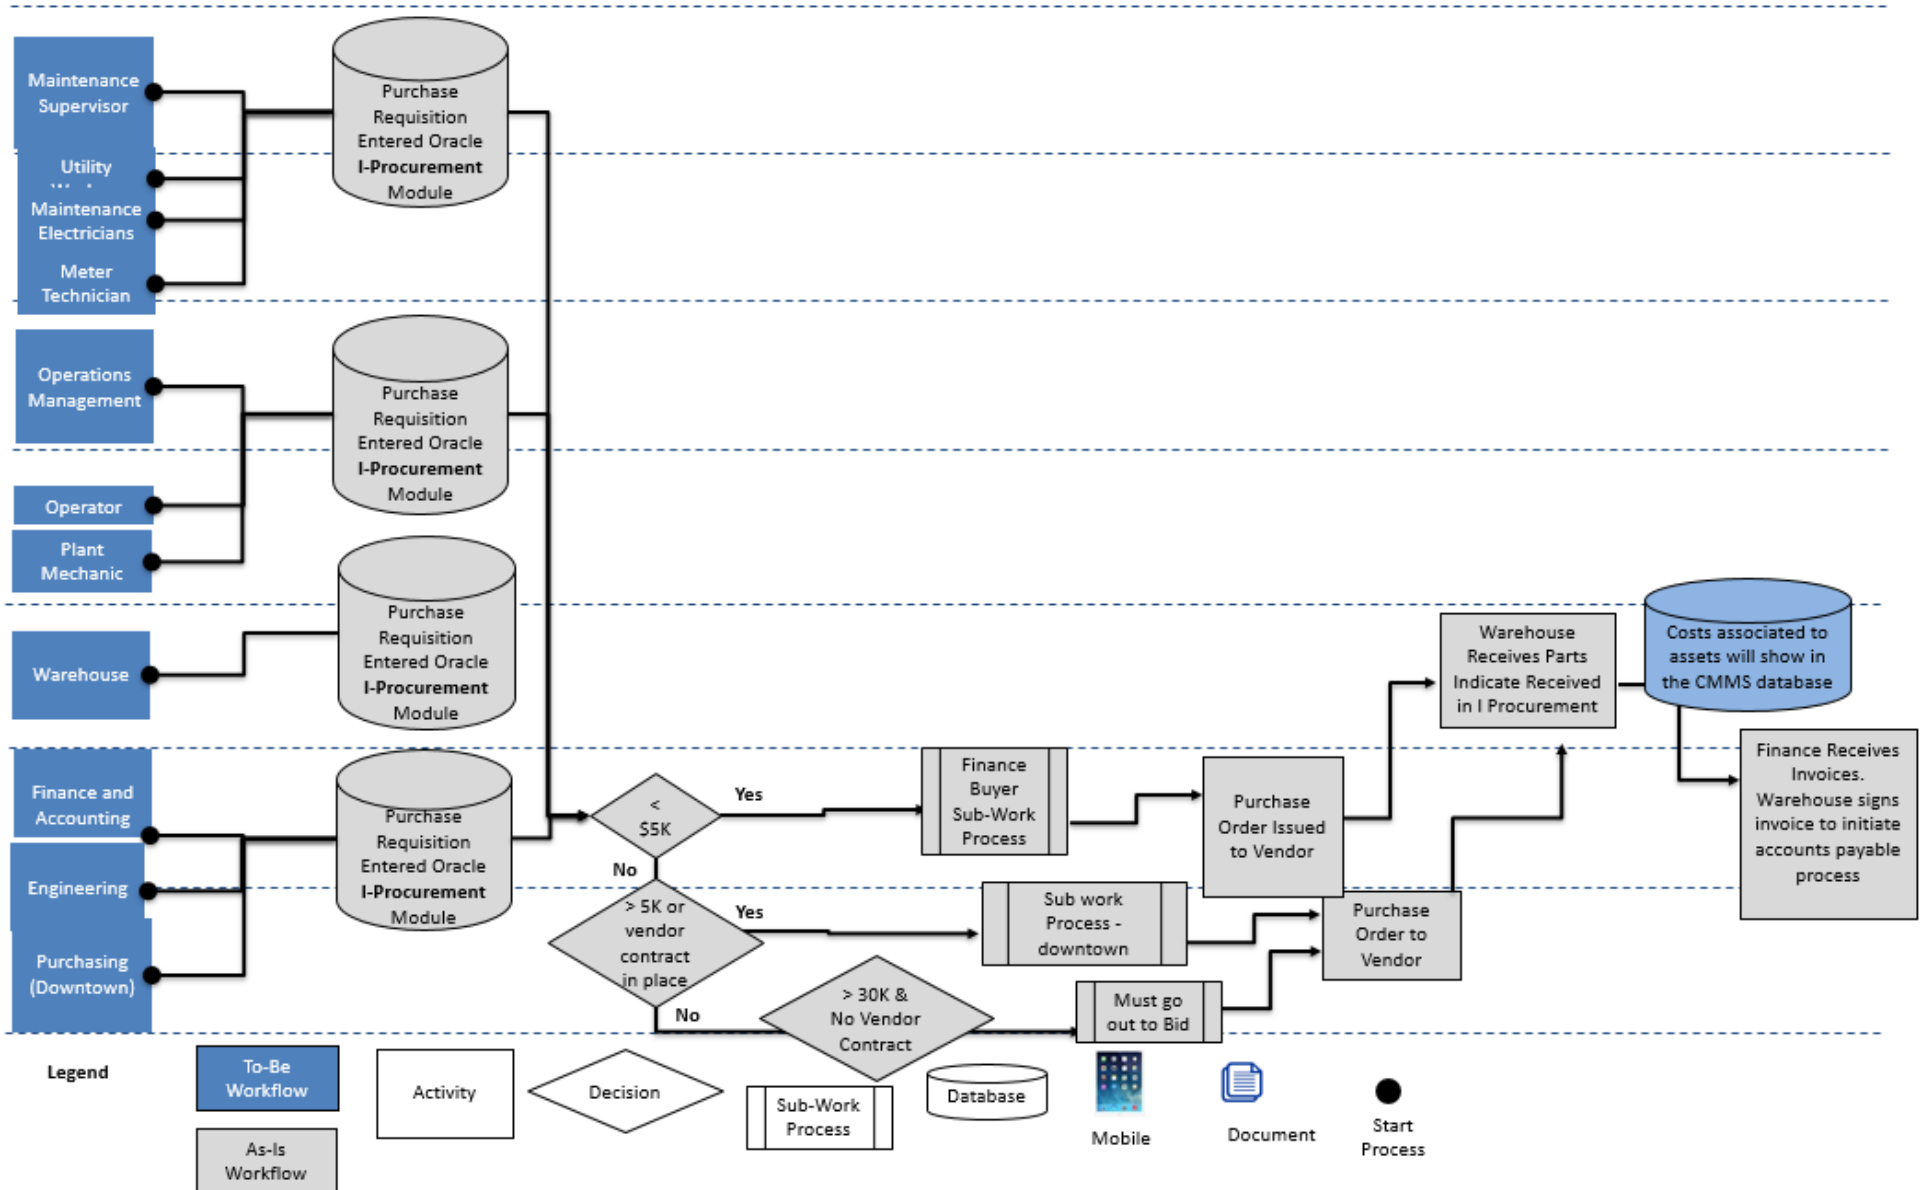 Maintenance
Supervisor
Utility
Maintenance
Electricians
Meter
Technician
Purchase
Requisition
Entered Oracle
I-Procurement
Module
Operations
Management
Operator
Plant
Mechanic
Purchase
Requisition
Entered Oracle
I-Procurement
Module
Warehouse
Purchase
Requisition
Entered Oracle
I-Procurement
Module
Finance and
Accounting
Engineering
Purchasing
(Downtown)
Purchase
Requisition
Entered Oracle
I-Procurement
Module
<
$5K
Yes
No
Finance
Buyer
Sub-Work
Process
Purchase
Order Issued
to Vendor
Warehouse
Receives Parts
Indicate Received
in I Procurement
Costs associated to
assets will show in
the CMMS database
Finance Receives
Invoices.
Warehouse signs
invoice to initiate
accounts payable
process
> 5K or
vendor
contract
in place
Yes
No
Sub work
Process -
downtown
Purchase
Order to
Vendor
> 30K &
No Vendor
Contract
Must go
out to Bid
Legend
To-Be
Workflow
As-Is
Workflow
Activity
Decision
Sub-Work
Process
Database
Mobile
Document
Start
Process